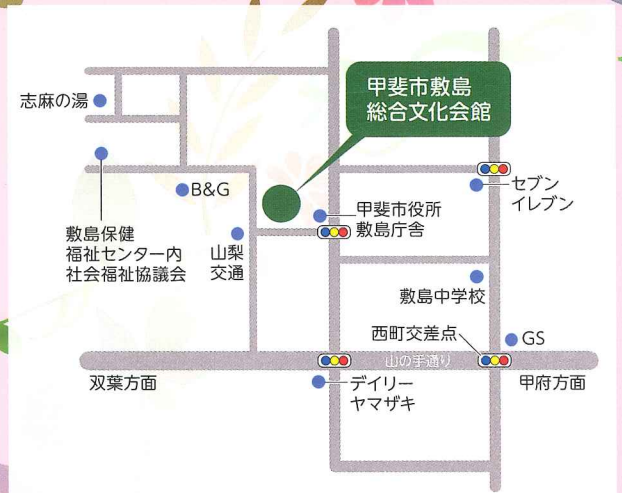 甲斐市敷島
総合文化会館
志麻の湯
セブン
イレブン
B&G
甲斐市役所
敷島庁舎
敷島保健
福祉センター内
社会福祉協議会
山梨
交通
敷島中学校
西町交差点
GS
山の手通り
双葉方面
デイリー
ヤマザキ
甲府方面